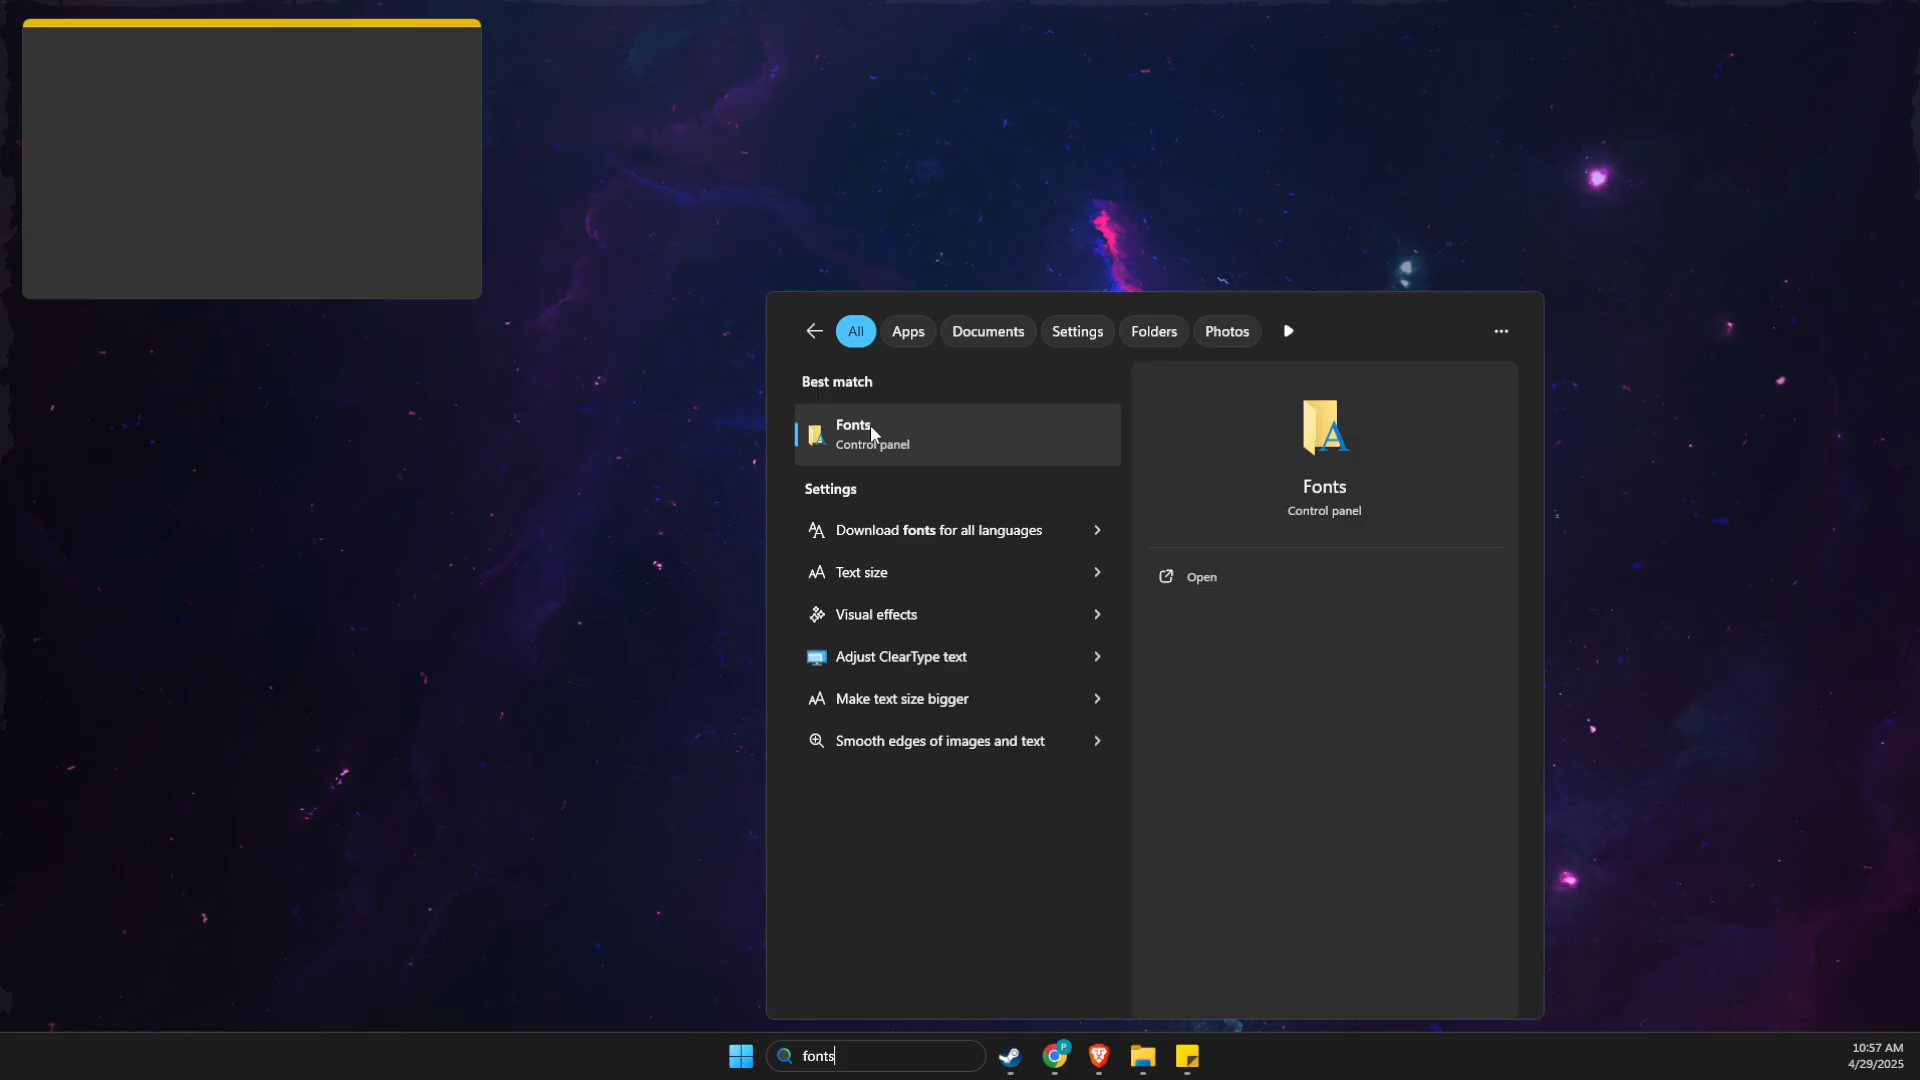 All Apps Documents Settings Folders Photos
Best match
Fonts
Control panel
Settings
Download fonts for all languages
Text size
Visual effects
Adjust ClearType text
Make text size bigger
Smooth edges of images and text
Fonts
Control panel
Open
fonts
P
10:57 AM
4/29/2025